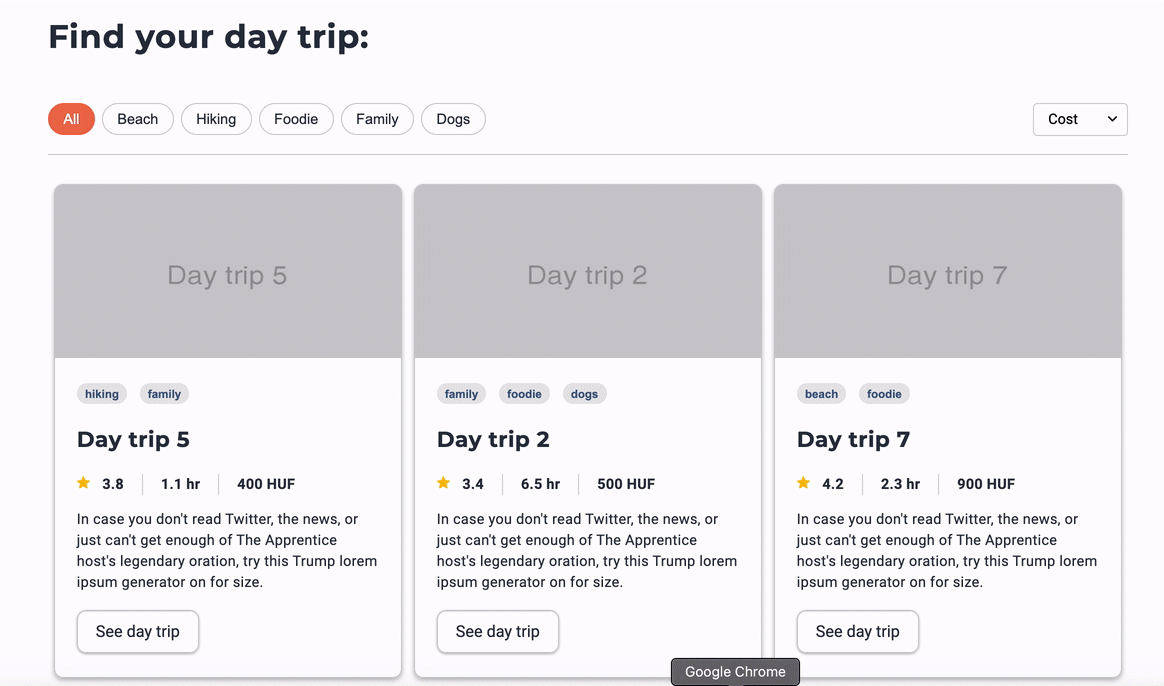 Find your day trip:
All Beach Hiking Foodie Family Dogs Cost
Day trip 5
Day trip 2
Day trip 7
hiking family
family foodie dogs
beach foodie
Day trip 5
Day trip 2
Day trip 7
3.8 1.1 hr 400 HUF
3.4 6.5 hr 500 HUF
4.2 2.3 hr 900 HUF
In case you don't read Twitter, the news, or
just can't get enough of The Apprentice
host's legendary oration, try this Trump lorem
ipsum generator on for size.
In case you don't read Twitter, the news, or
just can't get enough of The Apprentice
host's legendary oration, try this Trump lorem
ipsum generator on for size.
In case you don't read Twitter, the news, or
just can't get enough of The Apprentice
host's legendary oration, try this Trump lorem
ipsum generator on for size.
See day trip
See day trip
See day trip
Google Chrome